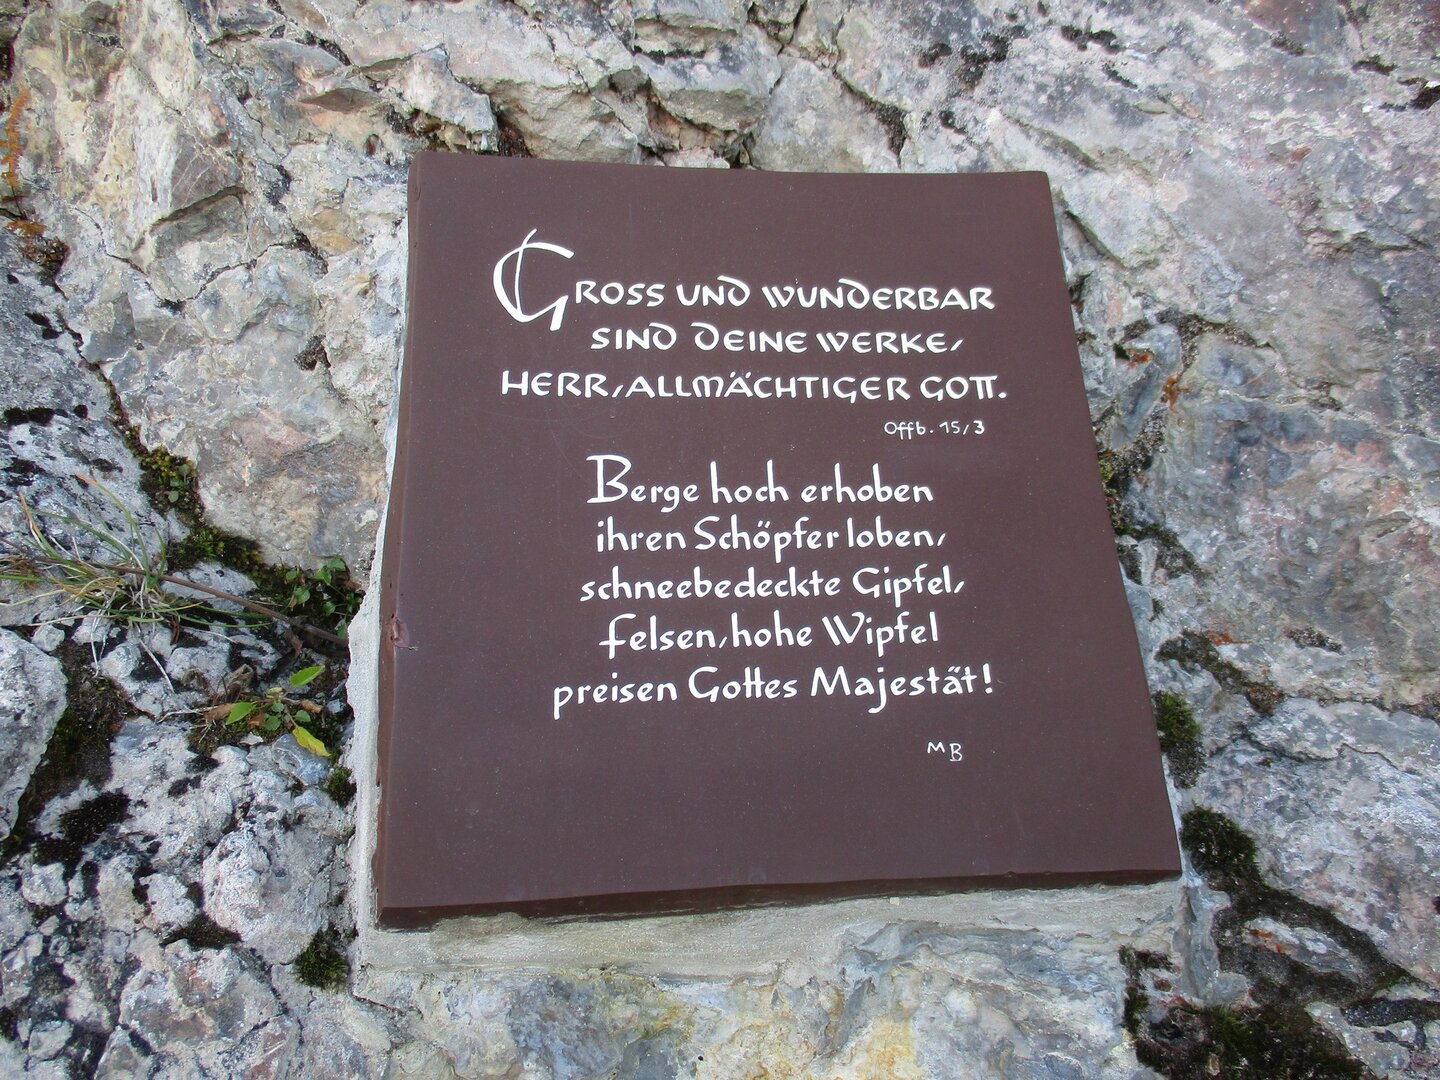 Gross und wunderbar
sind deine Werke,
Herr, allmächtiger Gott.
Offb. 15/3
Berge hoch erhoben
ihren Schöpfer loben,
schneebedeckte Gipfel,
Felsen, hohe Wipfel
preisen Gottes Majestät!
MB